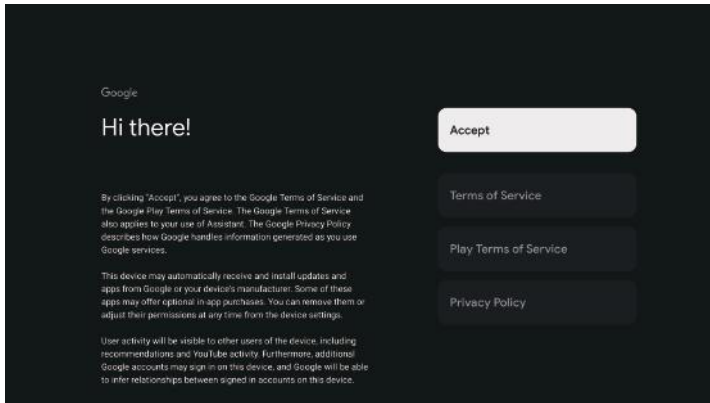 Google
Hi there!
By clicking "Accept", you agree to the Google Terms of Service and
the Google Play Terms of Service. The Google Terms of Service
also applies to your use of Assistant. The Google Privacy Policy
describes how Google handles information generated as you use
Google services.
This device may automatically receive and install updates and
apps from Google or your device's manufacturer. Some of these
apps may offer optional in-app purchases. You can remove them or
adjust their permissions at any time from the device settings.
User activity will be visible to other users of the device, including
recommendations and YouTube activity. Furthermore, additional
Google accounts may sign in on this device, and Google will be able
to infer relationships between signed in accounts on this device.
Accept
Terms of Service
Play Terms of Service
Privacy Policy